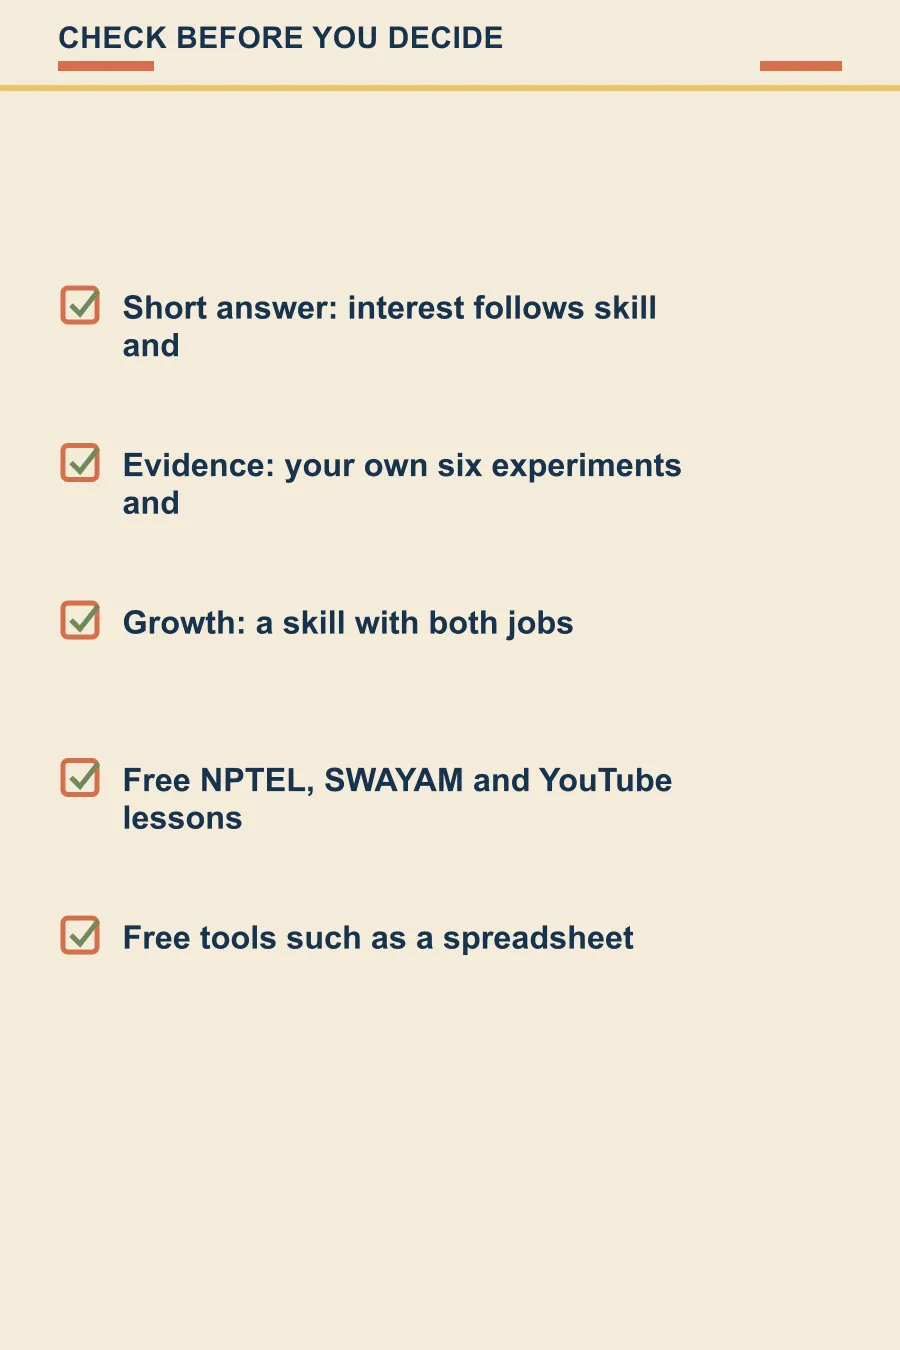 CHECK BEFORE YOU DECIDE
Short answer: interest follows skill
and
Evidence: your own six experiments
and
Growth: a skill with both jobs
Free NPTEL, SWAYAM and YouTube
lessons
Free tools such as a spreadsheet